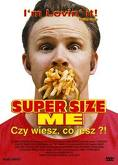 I'm Lovin' It!
SUPER SIZE
ME
Czy wiesz, co jesz ?!